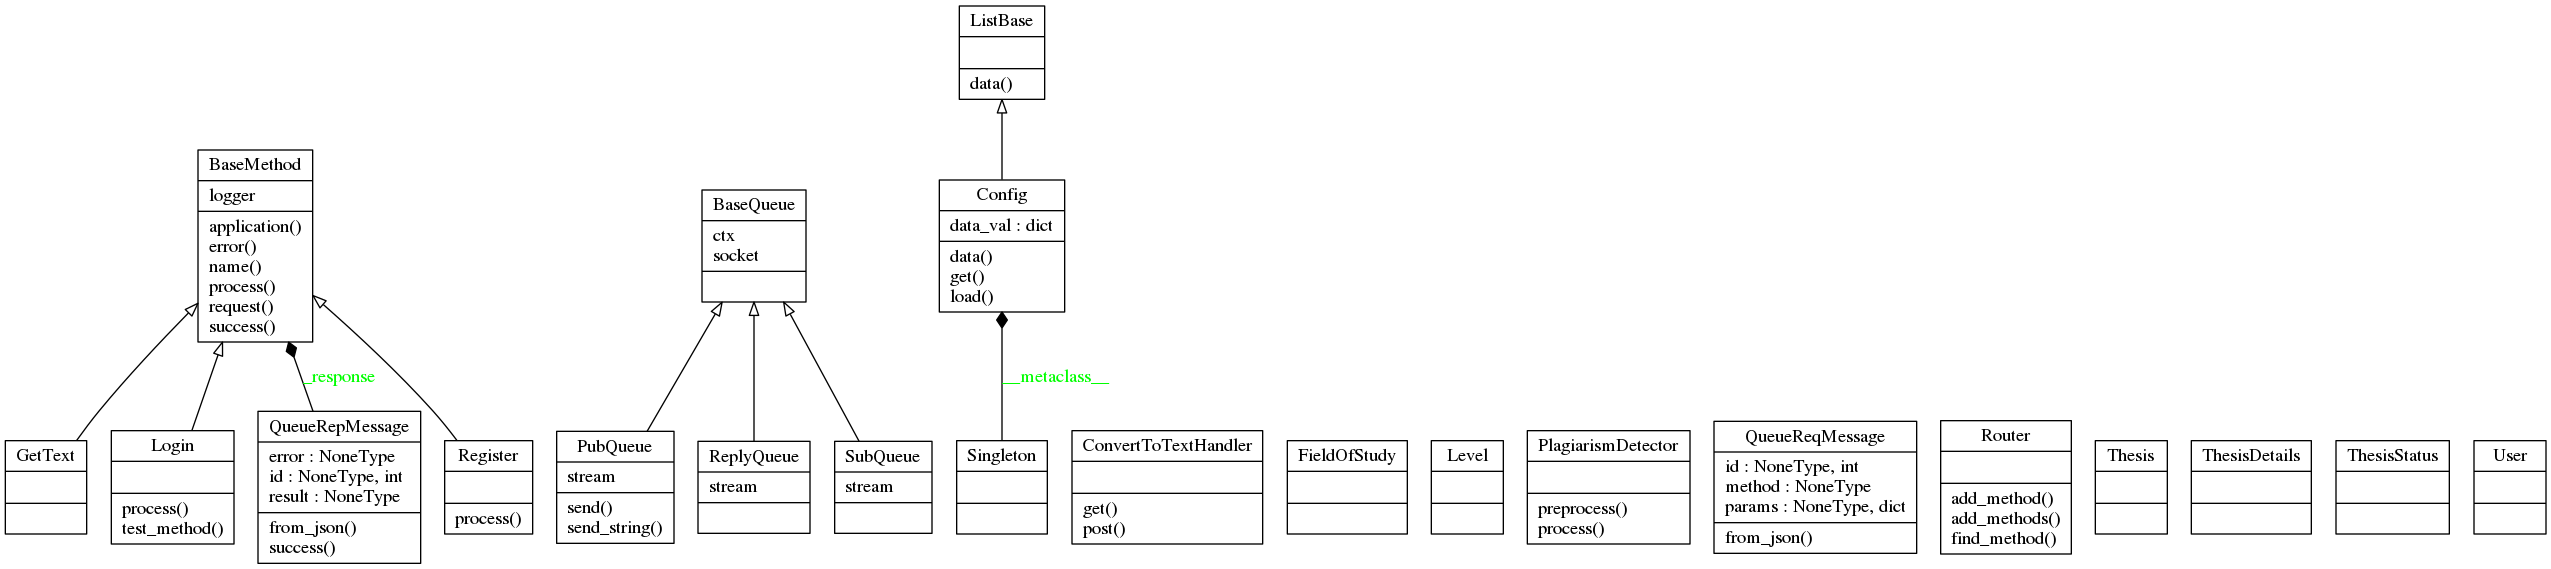 ListBase
data()
BaseMethod
logger
application()
error()
name()
process()
request()
success()
BaseQueue
ctx
socket
Config
data_val : dict
data()
get()
load()
_response
__metaclass__
GetText
Login
process()
test_method()
QueueRepMessage
error : NoneType
id : NoneType, int
result : NoneType
from_json()
success()
Register
process()
PubQueue
stream
send()
send_string()
ReplyQueue
stream
SubQueue
stream
Singleton
ConvertToTextHandler
get()
post()
FieldOfStudy
Level
PlagiarismDetector
preprocess()
process()
QueueReqMessage
id : NoneType, int
method : NoneType
params : NoneType, dict
from_json()
Router
add_method()
add_methods()
find_method()
Thesis
ThesisDetails
ThesisStatus
User